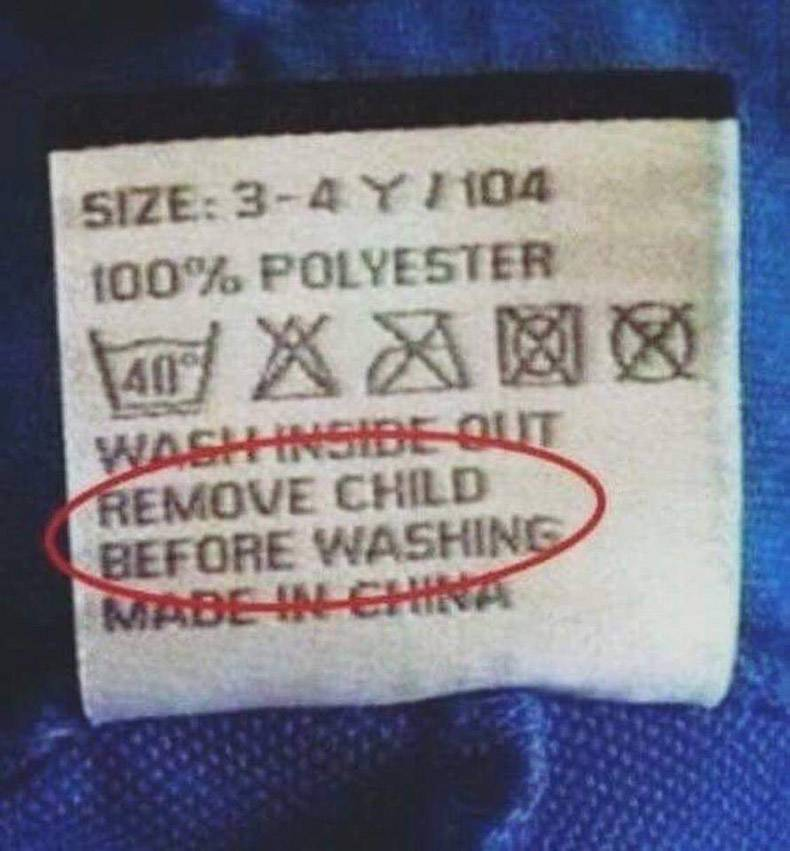 SIZE: 3-4 Y / 104
100% POLYESTER
40°
WASH INSIDE OUT
REMOVE CHILD
BEFORE WASHING
MADE IN CHINA